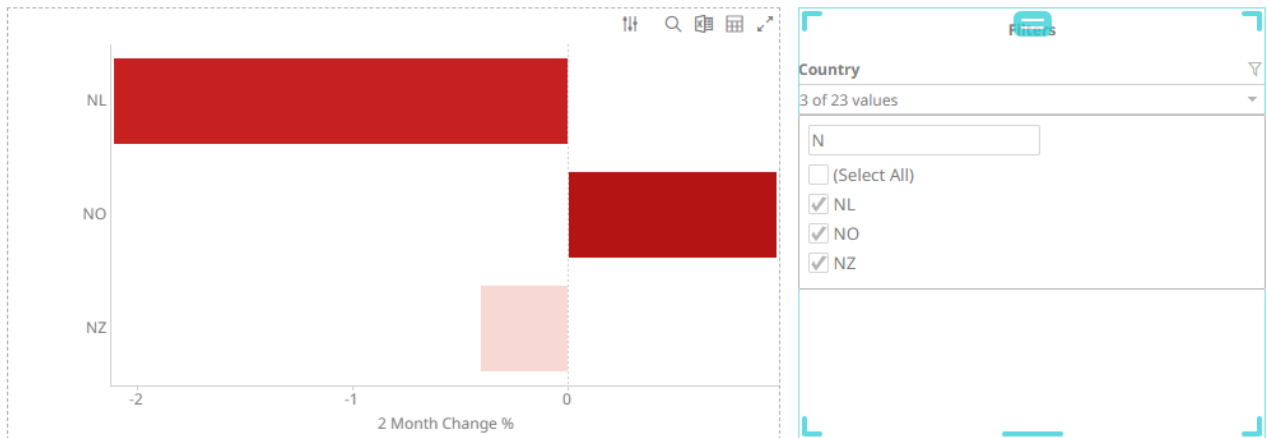 NL
NO
NZ
-2
-1
0
2 Month Change %
Filters
Country
3 of 23 values
N
(Select All)
NL
NO
NZ